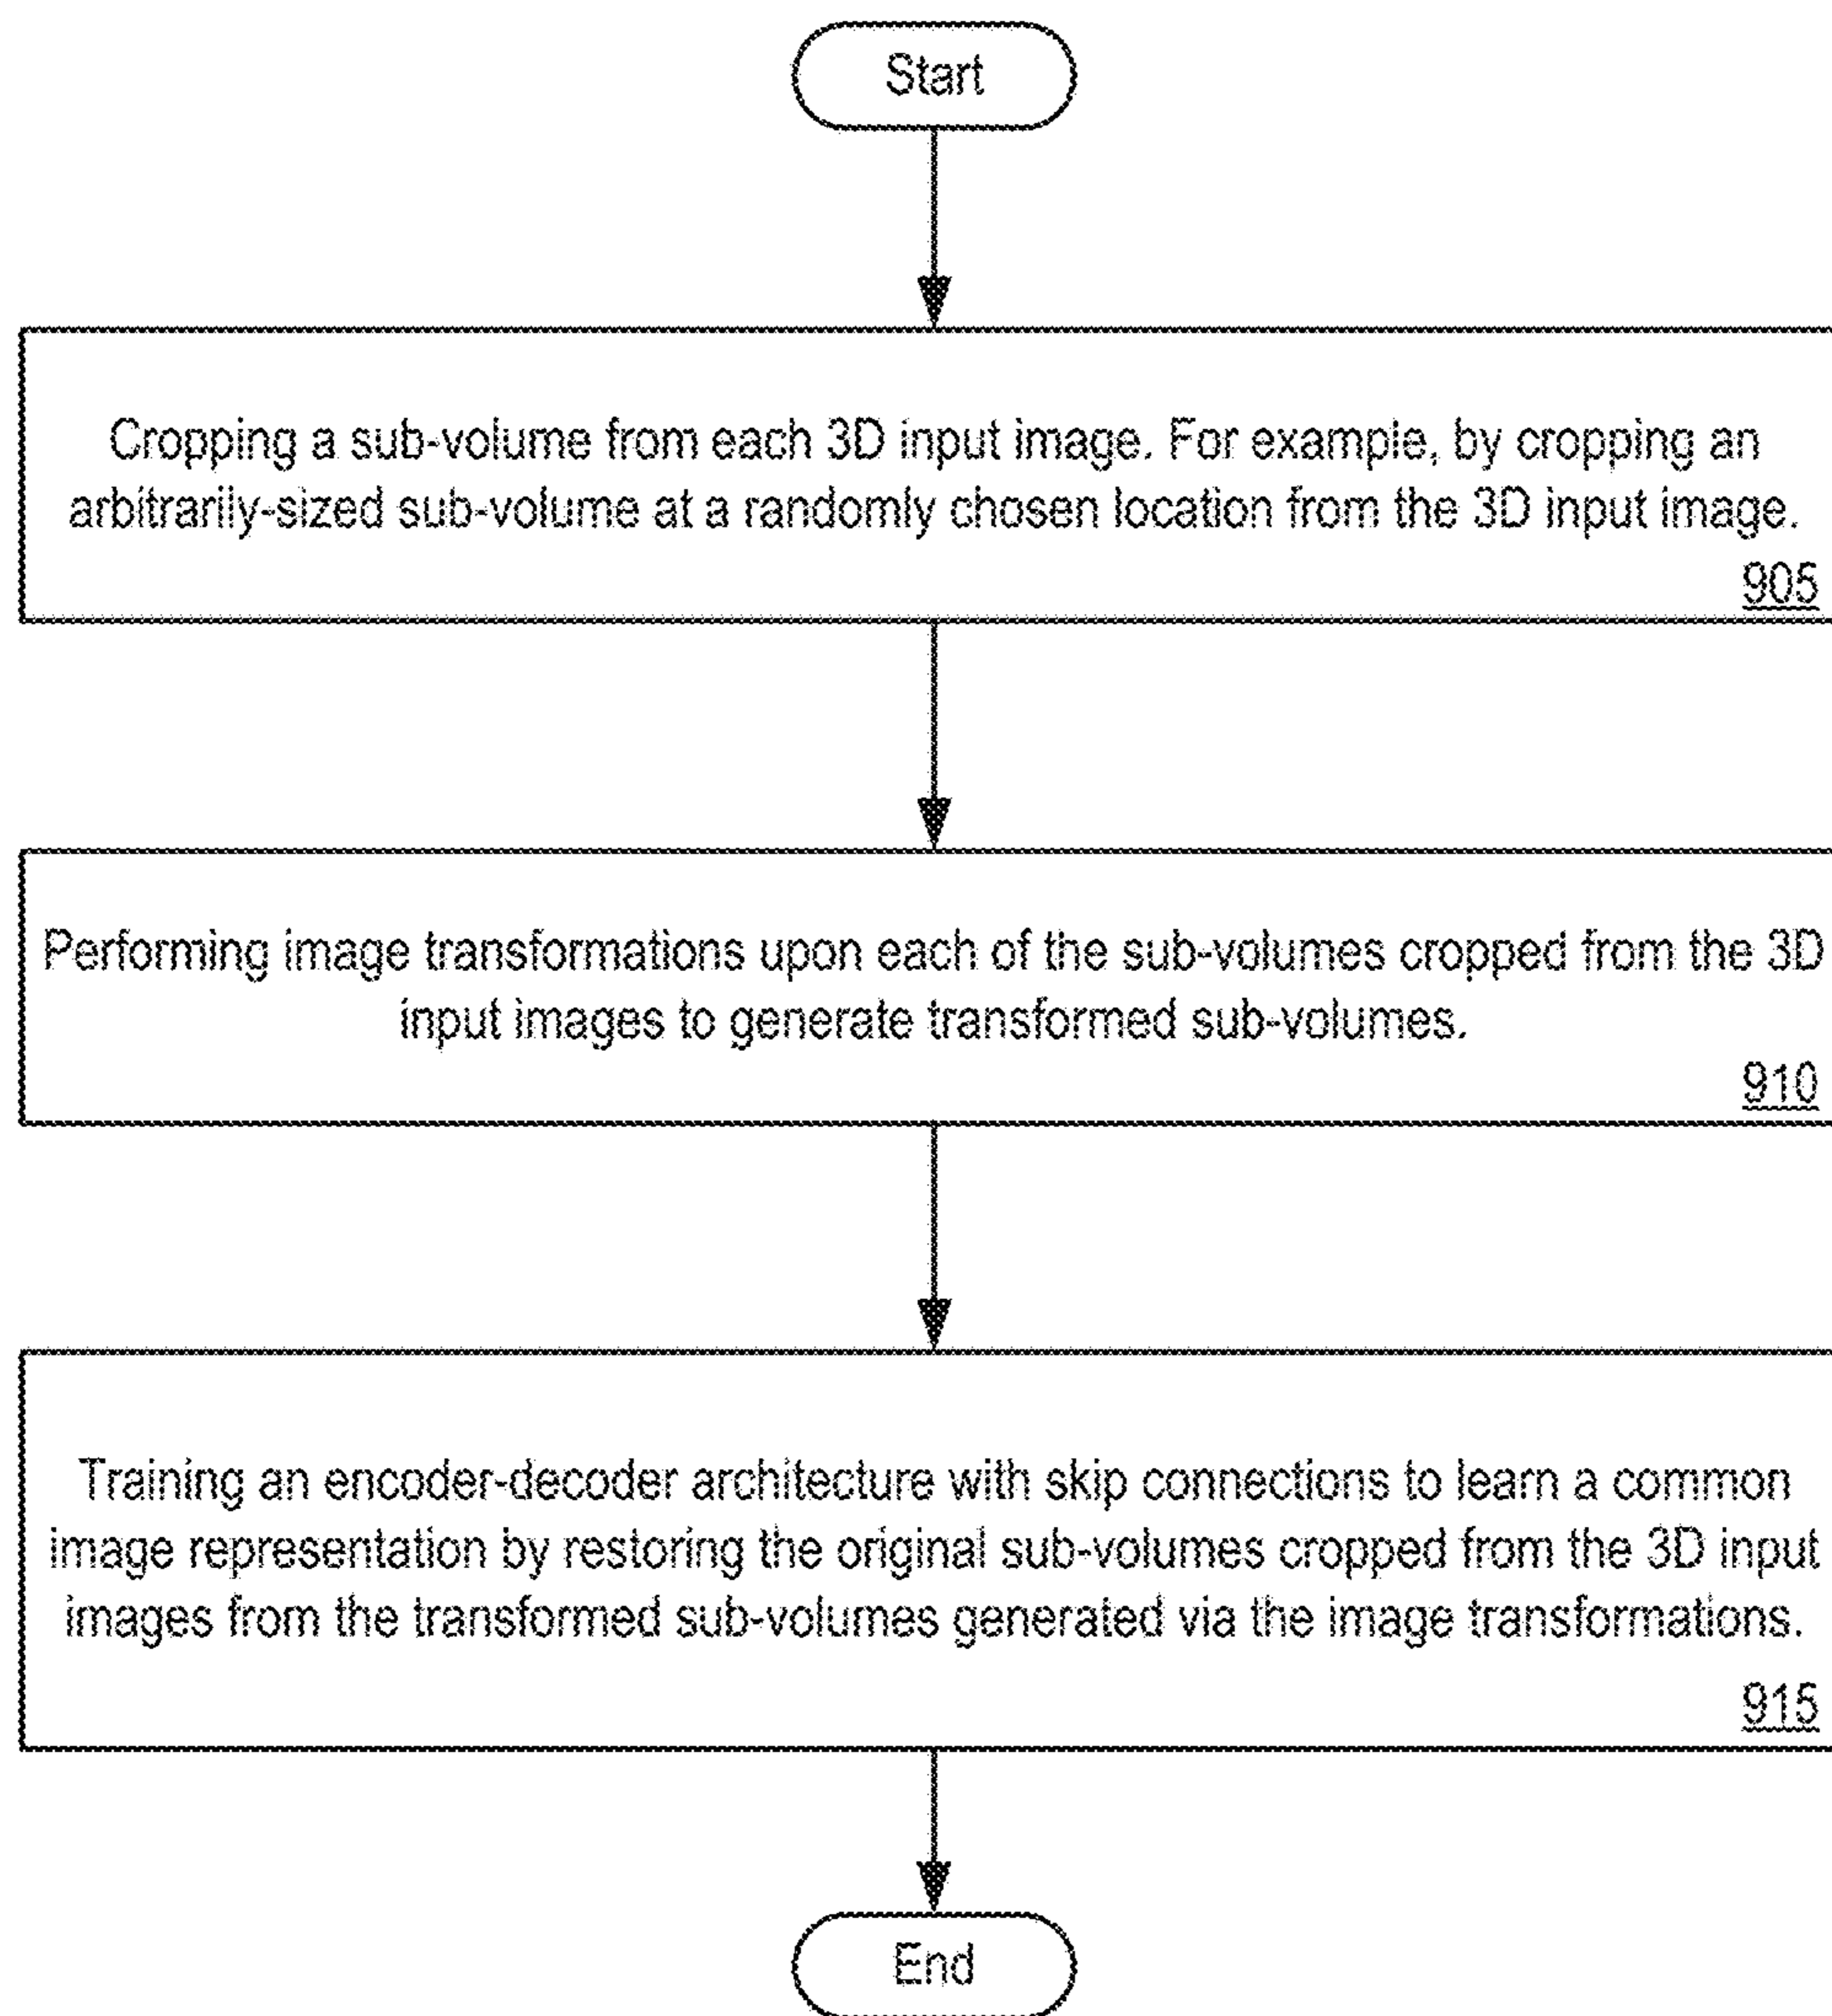 Start
Cropping a sub-volume from each 3D input image. For example, by cropping an
arbitrarily-sized sub-volume at a randomly chosen location from the 3D input image.
905
Performing image transformations upon each of the sub-volumes cropped from the 3D
input images to generate transformed sub-volumes.
910
Training an encoder-decoder architecture with skip connections to learn a common
image representation by restoring the original sub-volumes cropped from the 3D input
images from the transformed sub-volumes generated via the image transformations.
915
End